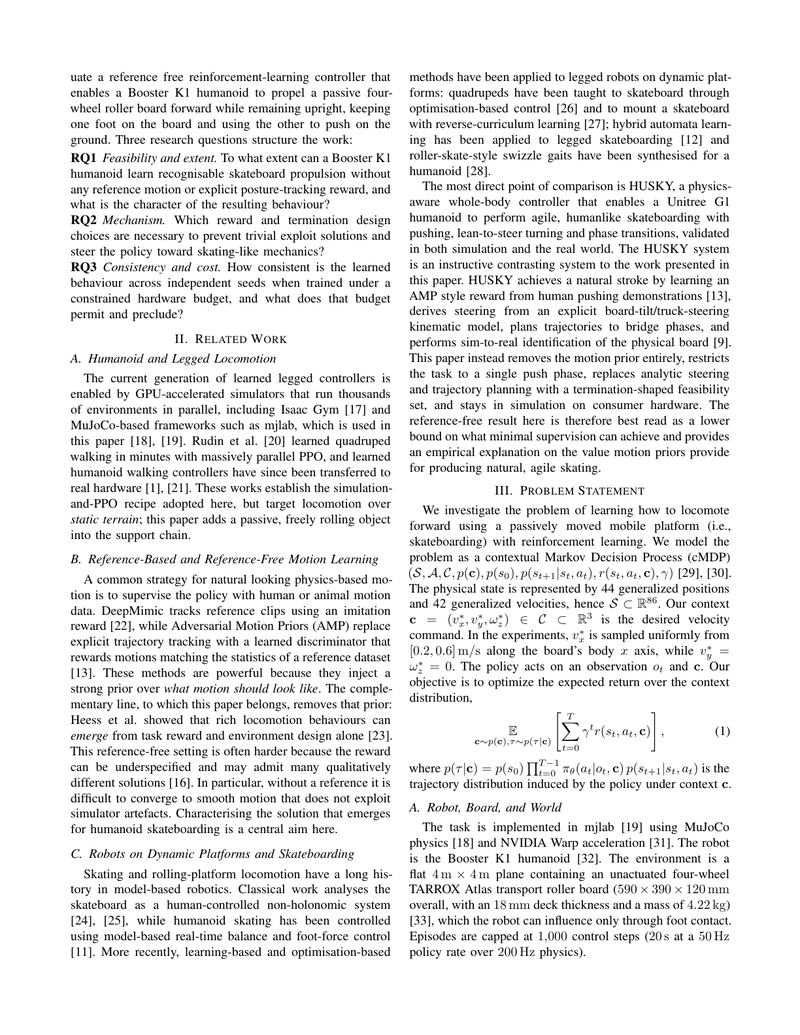 uate a reference free reinforcement-learning controller that
enables a Booster K1 humanoid to propel a passive four-
wheel roller board forward while remaining upright, keeping
one foot on the board and using the other to push on the
ground. Three research questions structure the work:
RQ1 Feasibility and extent. To what extent can a Booster K1
humanoid learn recognisable skateboard propulsion without
any reference motion or explicit posture-tracking reward, and
what is the character of the resulting behaviour?
RQ2 Mechanism. Which reward and termination design
choices are necessary to prevent trivial exploit solutions and
steer the policy toward skating-like mechanics?
RQ3 Consistency and cost. How consistent is the learned
behaviour across independent seeds when trained under a
constrained hardware budget, and what does that budget
permit and preclude?
II. RELATED WORK
A. Humanoid and Legged Locomotion
The current generation of learned legged controllers is
enabled by GPU-accelerated simulators that run thousands
of environments in parallel, including Isaac Gym [17] and
MuJoCo-based frameworks such as mjlab, which is used in
this paper [18], [19]. Rudin et al. [20] learned quadruped
walking in minutes with massively parallel PPO, and learned
humanoid walking controllers have since been transferred to
real hardware [1], [21]. These works establish the simulation-
and-PPO recipe adopted here, but target locomotion over
static terrain; this paper adds a passive, freely rolling object
into the support chain.
B. Reference-Based and Reference-Free Motion Learning
A common strategy for natural looking physics-based mo-
tion is to supervise the policy with human or animal motion
data. DeepMimic tracks reference clips using an imitation
reward [22], while Adversarial Motion Priors (AMP) replace
explicit trajectory tracking with a learned discriminator that
rewards motions matching the statistics of a reference dataset
[13]. These methods are powerful because they inject a
strong prior over what motion should look like. The comple-
mentary line, to which this paper belongs, removes that prior:
Heess et al. showed that rich locomotion behaviours can
emerge from task reward and environment design alone [23].
This reference-free setting is often harder because the reward
can be underspecified and may admit many qualitatively
different solutions [16]. In particular, without a reference it is
difficult to converge to smooth motion that does not exploit
simulator artefacts. Characterising the solution that emerges
for humanoid skateboarding is a central aim here.
C. Robots on Dynamic Platforms and Skateboarding
Skating and rolling-platform locomotion have a long his-
tory in model-based robotics. Classical work analyses the
skateboard as a human-controlled non-holonomic system
[24], [25], while humanoid skating has been controlled
using model-based real-time balance and foot-force control
[11]. More recently, learning-based and optimisation-based
methods have been applied to legged robots on dynamic plat-
forms: quadrupeds have been taught to skateboard through
optimisation-based control [26] and to mount a skateboard
with reverse-curriculum learning [27]; hybrid automata learn-
ing has been applied to legged skateboarding [12] and
roller-skate-style swizzle gaits have been synthesised for a
humanoid [28].
The most direct point of comparison is HUSKY, a physics-
aware whole-body controller that enables a Unitree G1
humanoid to perform agile, humanlike skateboarding with
pushing, lean-to-steer turning and phase transitions, validated
in both simulation and the real world. The HUSKY system
is an instructive contrasting system to the work presented in
this paper. HUSKY achieves a natural stroke by learning an
AMP style reward from human pushing demonstrations [13],
derives steering from an explicit board-tilt/truck-steering
kinematic model, plans trajectories to bridge phases, and
performs sim-to-real identification of the physical board [9].
This paper instead removes the motion prior entirely, restricts
the task to a single push phase, replaces analytic steering
and trajectory planning with a termination-shaped feasibility
set, and stays in simulation on consumer hardware. The
reference-free result here is therefore best read as a lower
bound on what minimal supervision can achieve and provides
an empirical explanation on the value motion priors provide
for producing natural, agile skating.
III. PROBLEM STATEMENT
We investigate the problem of learning how to locomote
forward using a passively moved mobile platform (i.e.,
skateboarding) with reinforcement learning. We model the
problem as a contextual Markov Decision Process (cMDP)
(𝒮, 𝒜, 𝒞, p(c), p(s₀), p(sₜ₊₁|sₜ, aₜ), r(sₜ, aₜ, c), γ) [29], [30].
The physical state is represented by 44 generalized positions
and 42 generalized velocities, hence 𝒮 ⊂ ℝ⁸⁶. Our context
c = (v*ₓ, v*_y, ω*_z) ∈ 𝒞 ⊂ ℝ³ is the desired velocity
command. In the experiments, v*ₓ is sampled uniformly from
[0.2, 0.6] m/s along the board's body x axis, while v*_y =
ω*_z = 0. The policy acts on an observation oₜ and c. Our
objective is to optimize the expected return over the context
distribution,
𝔼_{c∼p(c),τ∼p(τ|c)} [∑_{t=0}^{T} γᵗr(sₜ, aₜ, c)], (1)
where p(τ|c) = p(s₀) ∏_{t=0}^{T−1} π_θ(aₜ|oₜ, c) p(sₜ₊₁|sₜ, aₜ) is the
trajectory distribution induced by the policy under context c.
A. Robot, Board, and World
The task is implemented in mjlab [19] using MuJoCo
physics [18] and NVIDIA Warp acceleration [31]. The robot
is the Booster K1 humanoid [32]. The environment is a
flat 4 m × 4 m plane containing an unactuated four-wheel
TARROX Atlas transport roller board (590 × 390 × 120 mm
overall, with an 18 mm deck thickness and a mass of 4.22 kg)
[33], which the robot can influence only through foot contact.
Episodes are capped at 1,000 control steps (20 s at a 50 Hz
policy rate over 200 Hz physics).